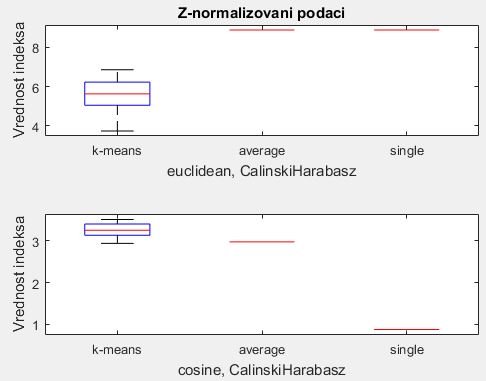 Z-normalizovani podaci
Vrednost indeksa
8
6
4
k-means average single
euclidean, CalinskiHarabasz
Vrednost indeksa
3
2
1
k-means average single
cosine, CalinskiHarabasz